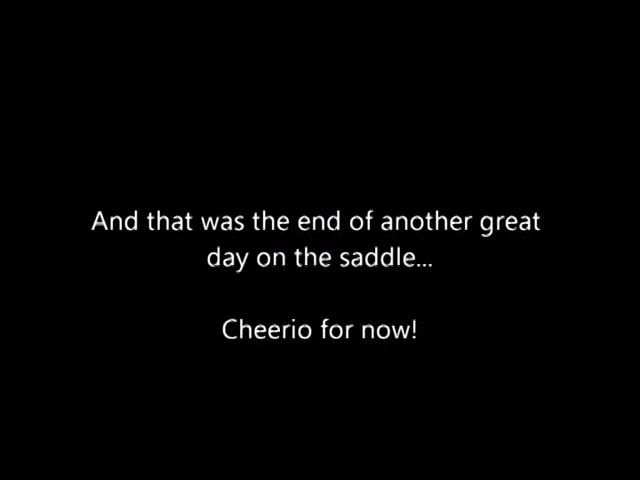 And that was the end of another great
day on the saddle...
Cheerio for now!